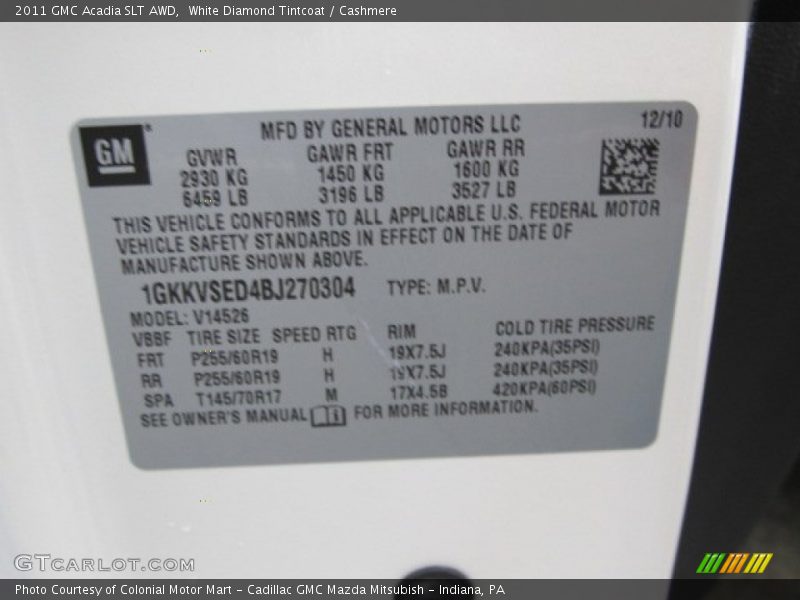 2011 GMC Acadia SLT AWD,  White Diamond Tintcoat / Cashmere
GM
MFD BY GENERAL MOTORS LLC
12/10
GVWR GAWR FRT GAWR RR
2930 KG 1450 KG 1600 KG
6459 LB 3196 LB 3527 LB
THIS VEHICLE CONFORMS TO ALL APPLICABLE U.S. FEDERAL MOTOR
VEHICLE SAFETY STANDARDS IN EFFECT ON THE DATE OF
MANUFACTURE SHOWN ABOVE.
1GKKVSED4BJ270304 TYPE: M.P.V.
MODEL: V14526
VBBF TIRE SIZE SPEED RTG RIM COLD TIRE PRESSURE
FRT P255/60R19 H 19X7.5J 240KPA(35PSI)
RR P255/60R19 H 19X7.5J 240KPA(35PSI)
SPA T145/70R17 M 17X4.5B 420KPA(60PSI)
SEE OWNER'S MANUAL FOR MORE INFORMATION.
GTCARLOT.COM
Photo Courtesy of Colonial Motor Mart - Cadillac GMC Mazda Mitsubish - Indiana, PA